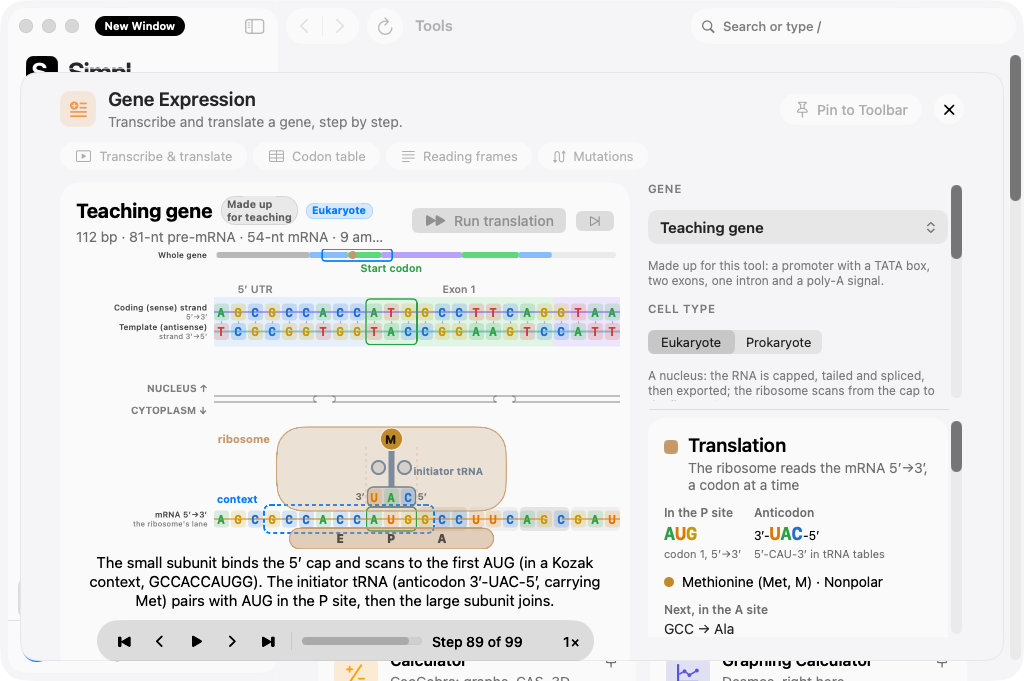 New Window
Tools
Search or type /
Gene Expression
Transcribe and translate a gene, step by step.
Pin to Toolbar
Transcribe & translate
Codon table
Reading frames
Mutations
Teaching gene
Made up
for teaching
Eukaryote
Run translation
112 bp · 81-nt pre-mRNA · 54-nt mRNA · 9 am…
Whole gene
Start codon
5′ UTR
Exon 1
Coding (sense) strand
5′→3′
A G C G C C A C C A T G G C C T T C A G G T A A
Template (antisense)
strand 3′→5′
T C G C G G T G G T A C C G G A A G T C C A T T
NUCLEUS ↑
CYTOPLASM ↓
ribosome
M
initiator tRNA
3′ U A C 5′
context
mRNA 5′→3′
the ribosome's lane
A G C G C C A C C A U G G C C U U C A G C G A U
E P A
The small subunit binds the 5′ cap and scans to the first AUG (in a Kozak
context, GCCACCAUGG). The initiator tRNA (anticodon 3′-UAC-5′, carrying
Met) pairs with AUG in the P site, then the large subunit joins.
Step 89 of 99
1×
GENE
Teaching gene
Made up for this tool: a promoter with a TATA box,
two exons, one intron and a poly-A signal.
CELL TYPE
Eukaryote
Prokaryote
A nucleus: the RNA is capped, tailed and spliced,
then exported; the ribosome scans from the cap to
Translation
The ribosome reads the mRNA 5′→3′,
a codon at a time
In the P site
Anticodon
AUG
3′-UAC-5′
codon 1, 5′→3′
5′-CAU-3′ in tRNA tables
Methionine (Met, M) · Nonpolar
Next, in the A site
GCC → Ala
Calculator
Graphing Calculator